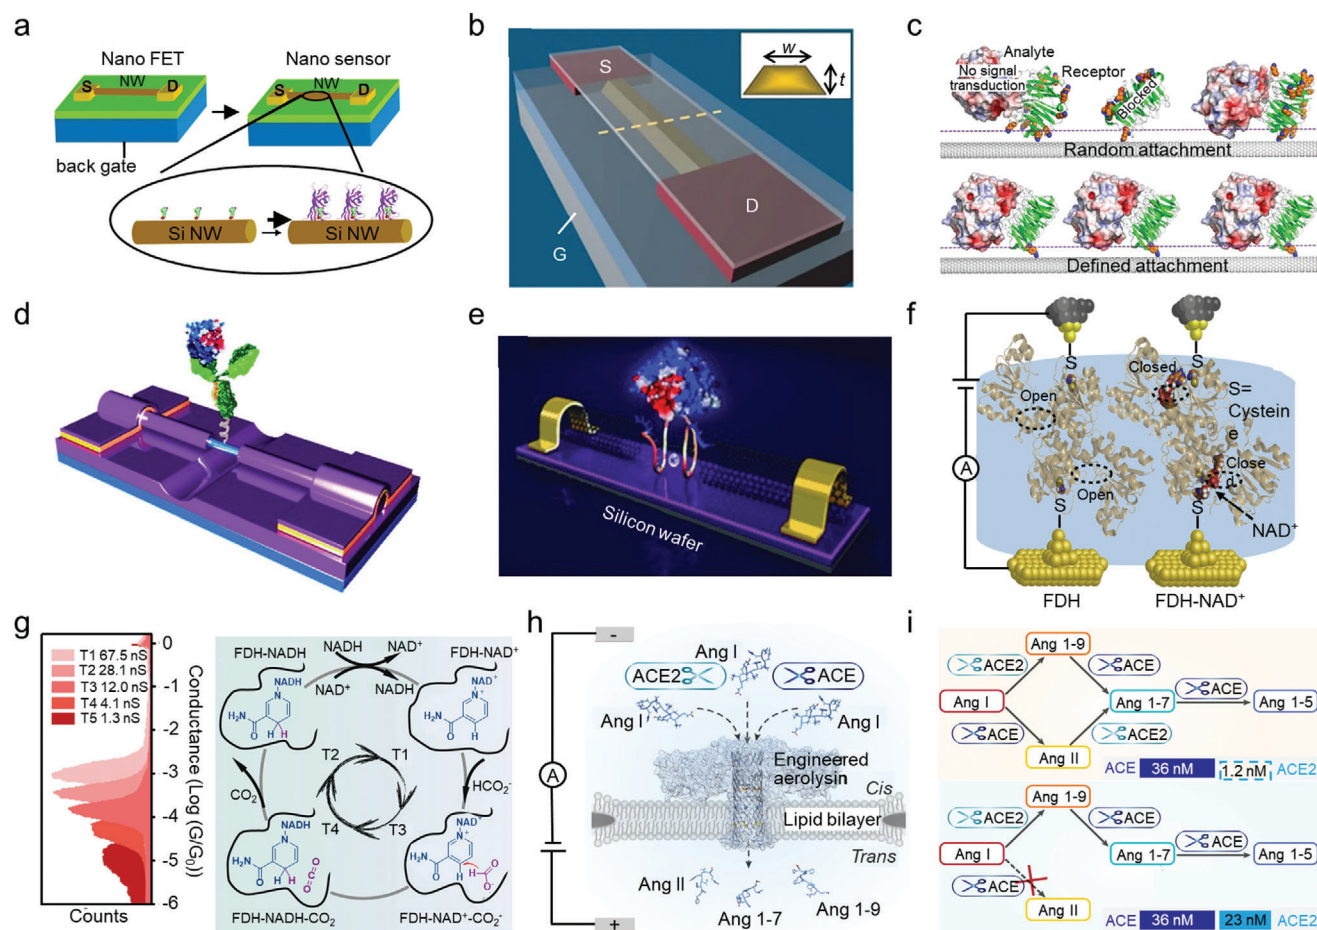 a
Nano FET
Nano sensor
S
NW
D
S
NW
D
back gate
Si NW
Si NW
b
S
D
G
w
t
c
Analyte
No signal
transduction
Receptor
Blocked
Random attachment
Defined attachment
d
e
Silicon wafer
f
A
S
S
Closed
Open
S=
Cystein
e
Close
d
Open
S
S
NAD⁺
FDH
FDH-NAD⁺
g
T1 67.5 nS
T2 28.1 nS
T3 12.0 nS
T4 4.1 nS
T5 1.3 nS
0
-1
-2
-3
-4
-5
-6
Conductance (Log (G/G₀))
Counts
FDH-NADH
NADH
NAD⁺
FDH-NAD⁺
NAD⁺
NADH
NADH
NAD⁺
N
N⁺
H₂N
O
H H
H₂N
O
H
T2
T1
T4
T3
CO₂
HCO₂⁻
NADH
NAD⁺
N
N⁺
H₂N
O
H H
O=C=O
H₂N
O
H
H
O
O⁻
FDH-NADH-CO₂
FDH-NAD⁺-CO₂⁻
h
-
Ang I
ACE2
ACE
Ang I
Ang I
A
Engineered
aerolysin
Cis
Lipid bilayer
Trans
Ang II
Ang 1-7
Ang 1-9
+
i
Ang 1-9
ACE2
ACE
Ang I
Ang 1-7
ACE
Ang 1-5
ACE
ACE2
Ang II
ACE
36 nM
1.2 nM
ACE2
Ang 1-9
ACE2
ACE
Ang I
Ang 1-7
ACE
Ang 1-5
ACE
Ang II
ACE
36 nM
23 nM
ACE2